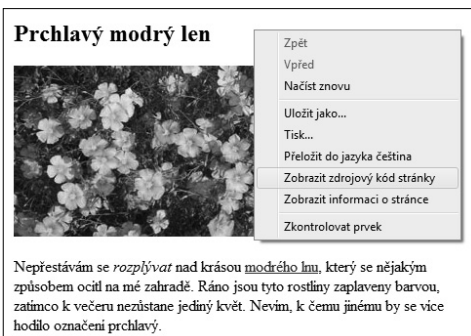 Prchlavý modrý len
Zpět
Vpřed
Načíst znovu
Uložit jako...
Tisk...
Přeložit do jazyka čeština
Zobrazit zdrojový kód stránky
Zobrazit informaci o stránce
Zkontrolovat prvek
Nepřestávám se rozplývat nad krásou modrého lnu, který se nějakým
způsobem ocitl na mé zahradě. Ráno jsou tyto rostliny zaplaveny barvou,
zatímco k večeru nezůstane jediný květ. Nevím, k čemu jinému by se více
hodilo označení prchlavý.